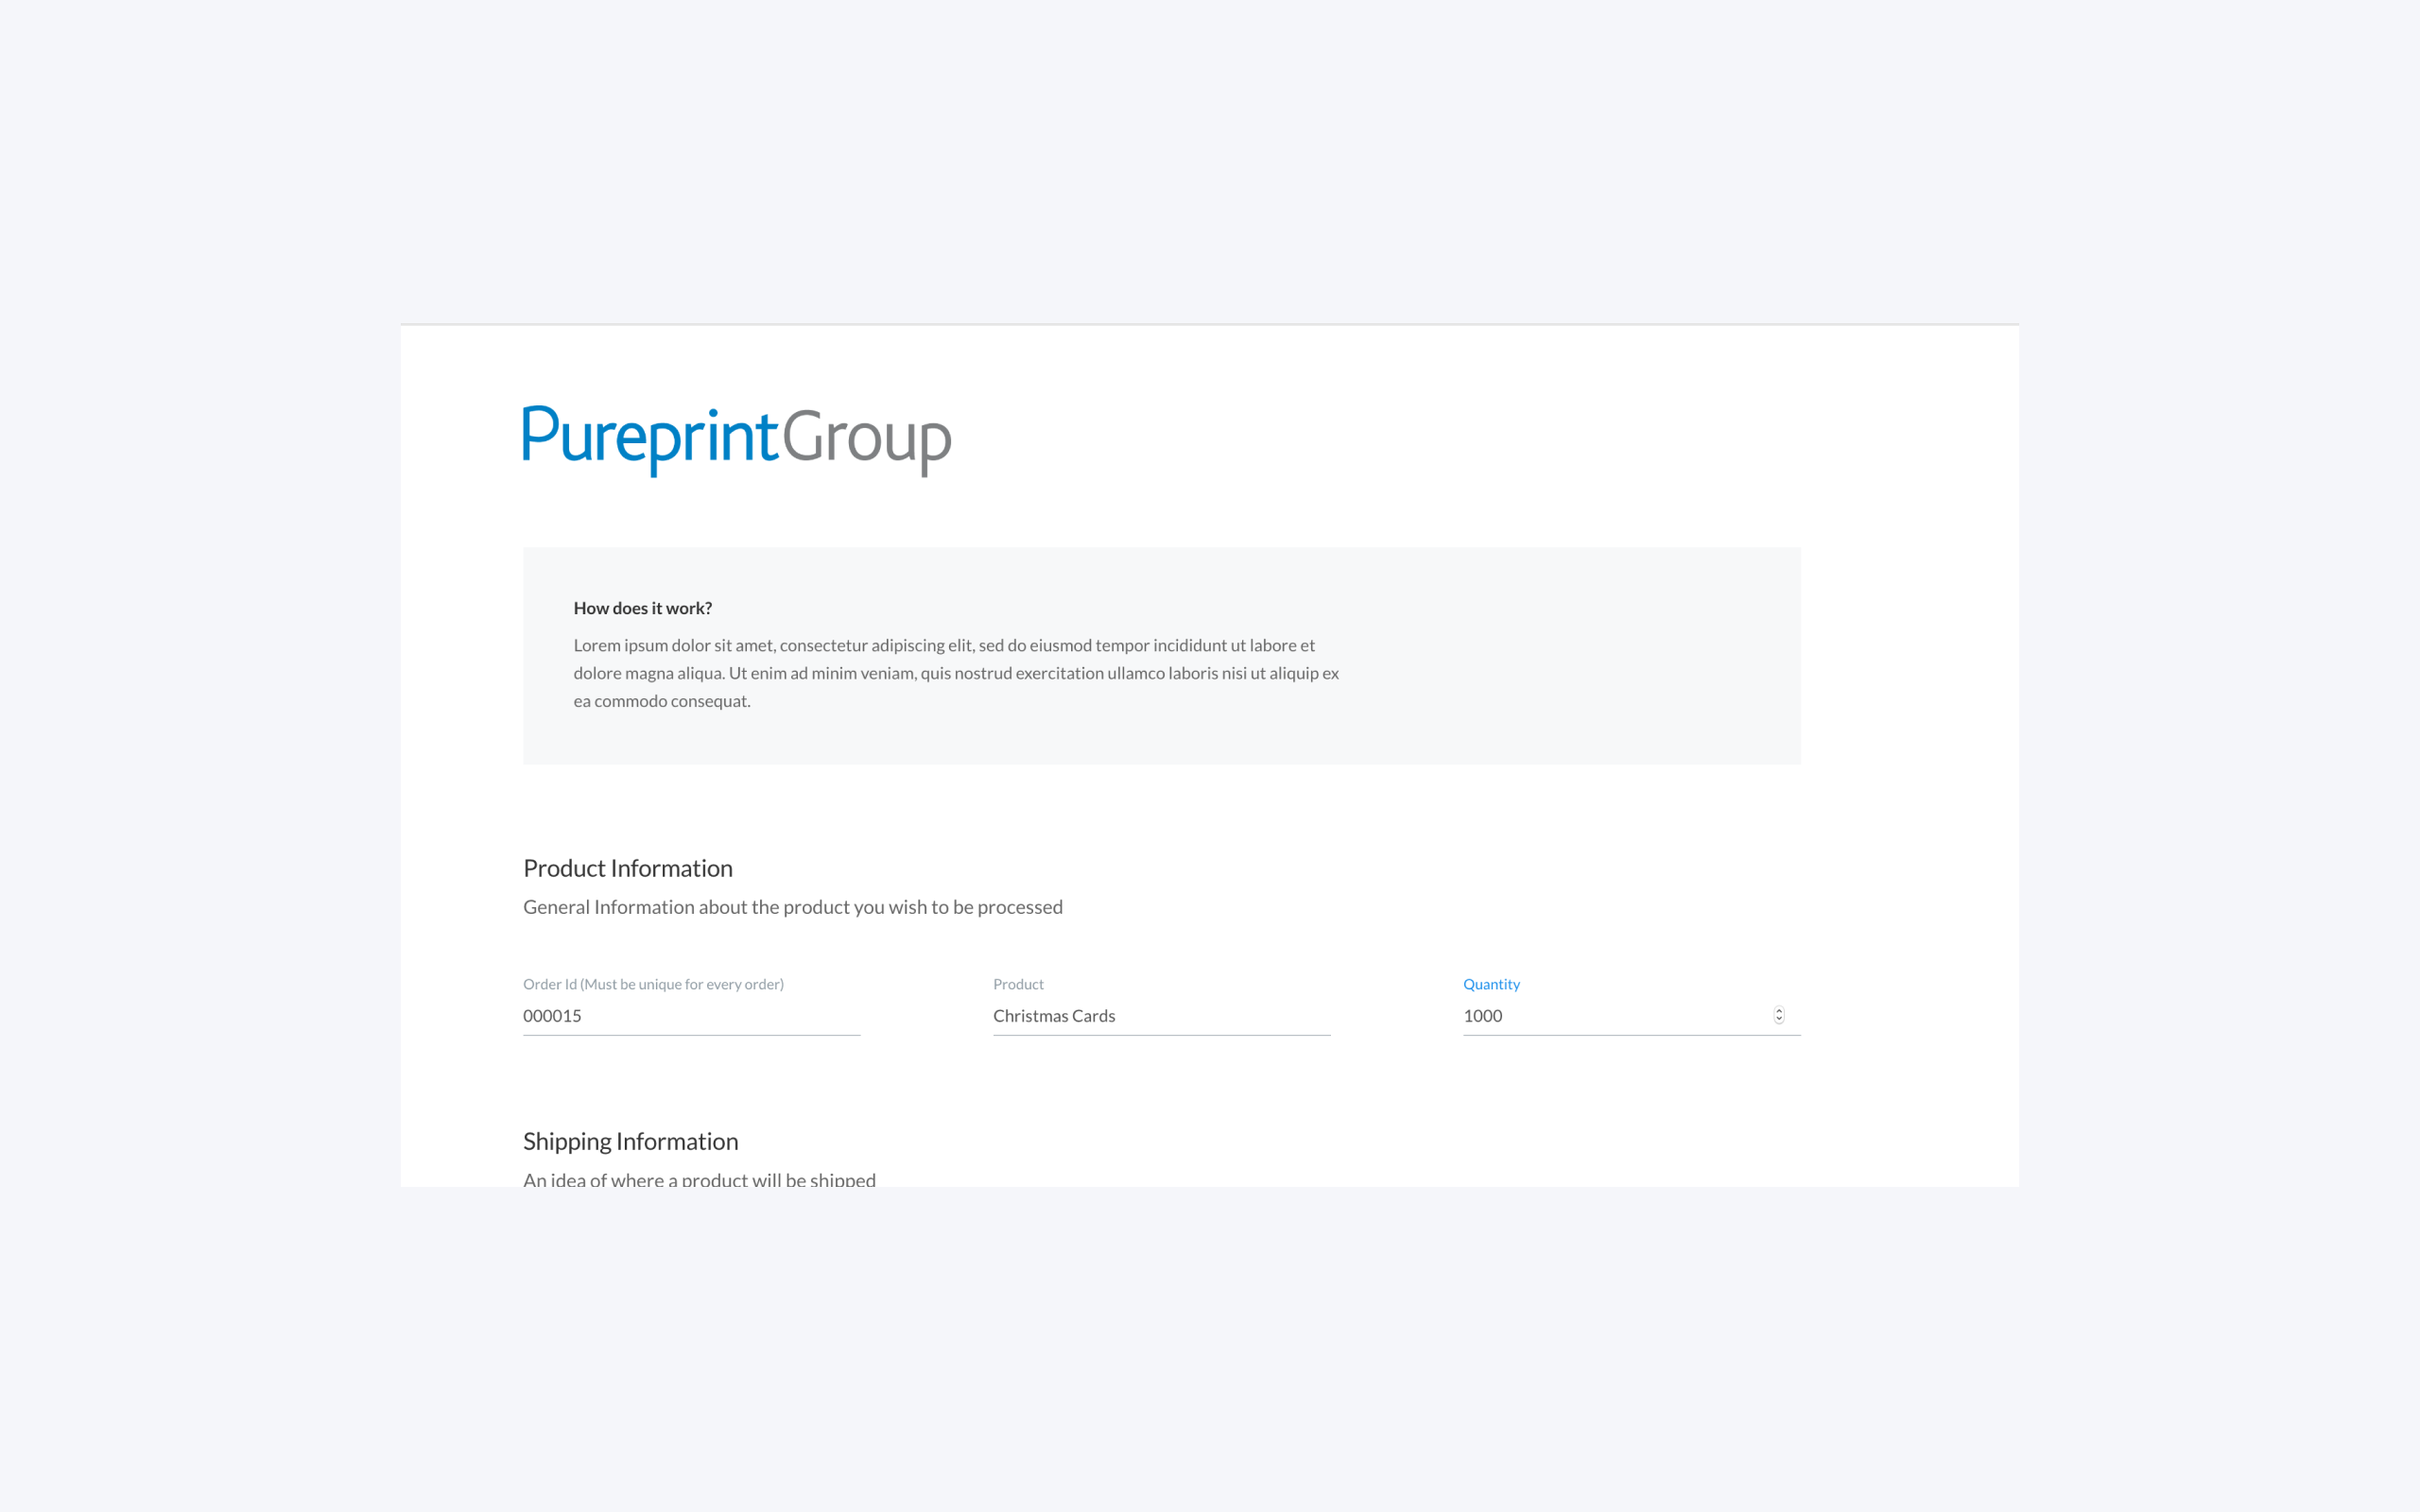 PureprintGroup
How does it work?
Lorem ipsum dolor sit amet, consectetur adipiscing elit, sed do eiusmod tempor incididunt ut labore et
dolore magna aliqua. Ut enim ad minim veniam, quis nostrud exercitation ullamco laboris nisi ut aliquip ex
ea commodo consequat.
Product Information
General Information about the product you wish to be processed
Order Id (Must be unique for every order)
000015
Product
Christmas Cards
Quantity
1000
Shipping Information
An idea of where a product will be shipped